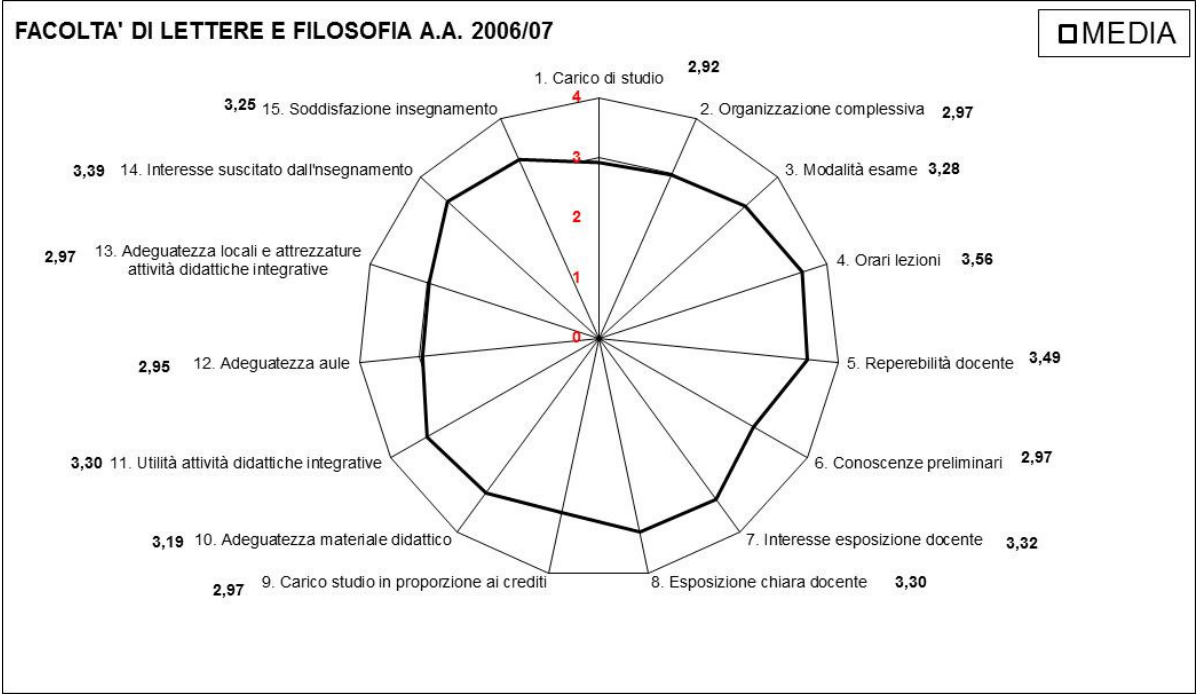 FACOLTA' DI LETTERE E FILOSOFIA A.A. 2006/07
MEDIA
1. Carico di studio 2,92
2. Organizzazione complessiva 2,97
3. Modalità esame 3,28
4. Orari lezioni 3,56
5. Reperebilità docente 3,49
6. Conoscenze preliminari 2,97
7. Interesse esposizione docente 3,32
8. Esposizione chiara docente 3,30
2,97 9. Carico studio in proporzione ai crediti
3,19 10. Adeguatezza materiale didattico
3,30 11. Utilità attività didattiche integrative
2,95 12. Adeguatezza aule
2,97 13. Adeguatezza locali e attrezzature
attività didattiche integrative
3,39 14. Interesse suscitato dall'nsegnamento
3,25 15. Soddisfazione insegnamento
4
3
2
1
0